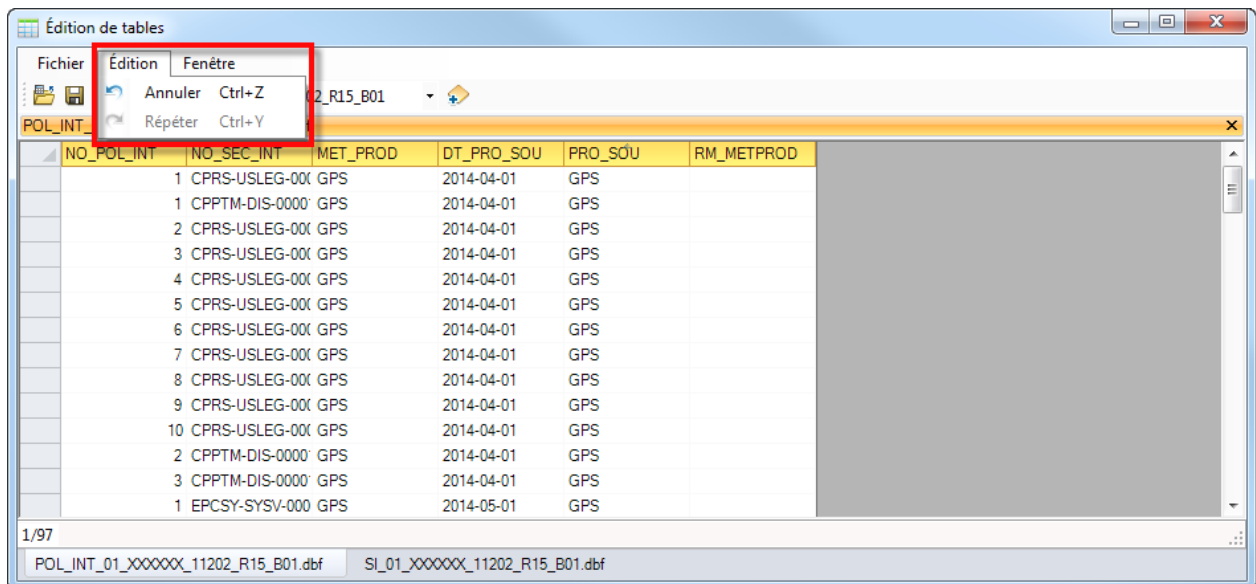 Édition de tables
Fichier Édition Fenêtre
Annuler Ctrl+Z
02_R15_B01
Répéter Ctrl+Y
POL_INT_
NO_POL_INT NO_SEC_INT MET_PROD DT_PRO_SOU PRO_SOU RM_METPROD
1 CPRS-USLEG-00( GPS 2014-04-01 GPS
1 CPPTM-DIS-0000 GPS 2014-04-01 GPS
2 CPRS-USLEG-00( GPS 2014-04-01 GPS
3 CPRS-USLEG-00( GPS 2014-04-01 GPS
4 CPRS-USLEG-00( GPS 2014-04-01 GPS
5 CPRS-USLEG-00( GPS 2014-04-01 GPS
6 CPRS-USLEG-00( GPS 2014-04-01 GPS
7 CPRS-USLEG-00( GPS 2014-04-01 GPS
8 CPRS-USLEG-00( GPS 2014-04-01 GPS
9 CPRS-USLEG-00( GPS 2014-04-01 GPS
10 CPRS-USLEG-00( GPS 2014-04-01 GPS
2 CPPTM-DIS-0000 GPS 2014-04-01 GPS
3 CPPTM-DIS-0000 GPS 2014-04-01 GPS
1 EPCSY-SYSV-000 GPS 2014-05-01 GPS
1/97
POL_INT_01_XXXXXX_11202_R15_B01.dbf SI_01_XXXXXX_11202_R15_B01.dbf